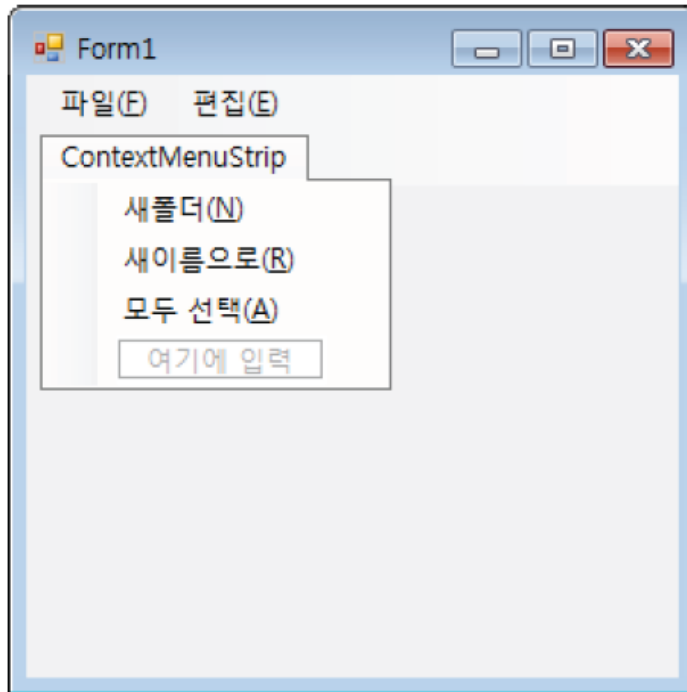 Form1
파일(F) 편집(E)
ContextMenuStrip
새폴더(N)
새이름으로(R)
모두 선택(A)
여기에 입력